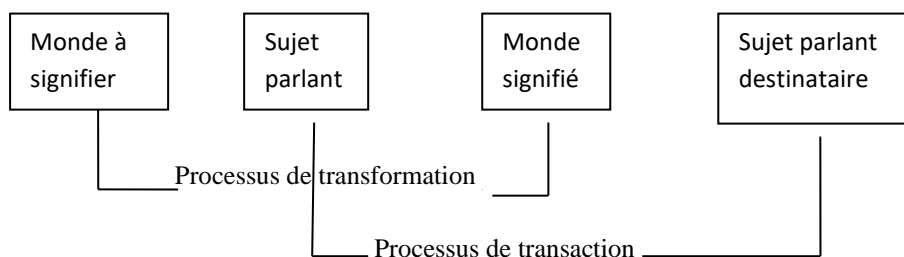 Monde à
signifier
Sujet
parlant
Monde
signifié
Sujet parlant
destinataire
Processus de transformation
Processus de transaction